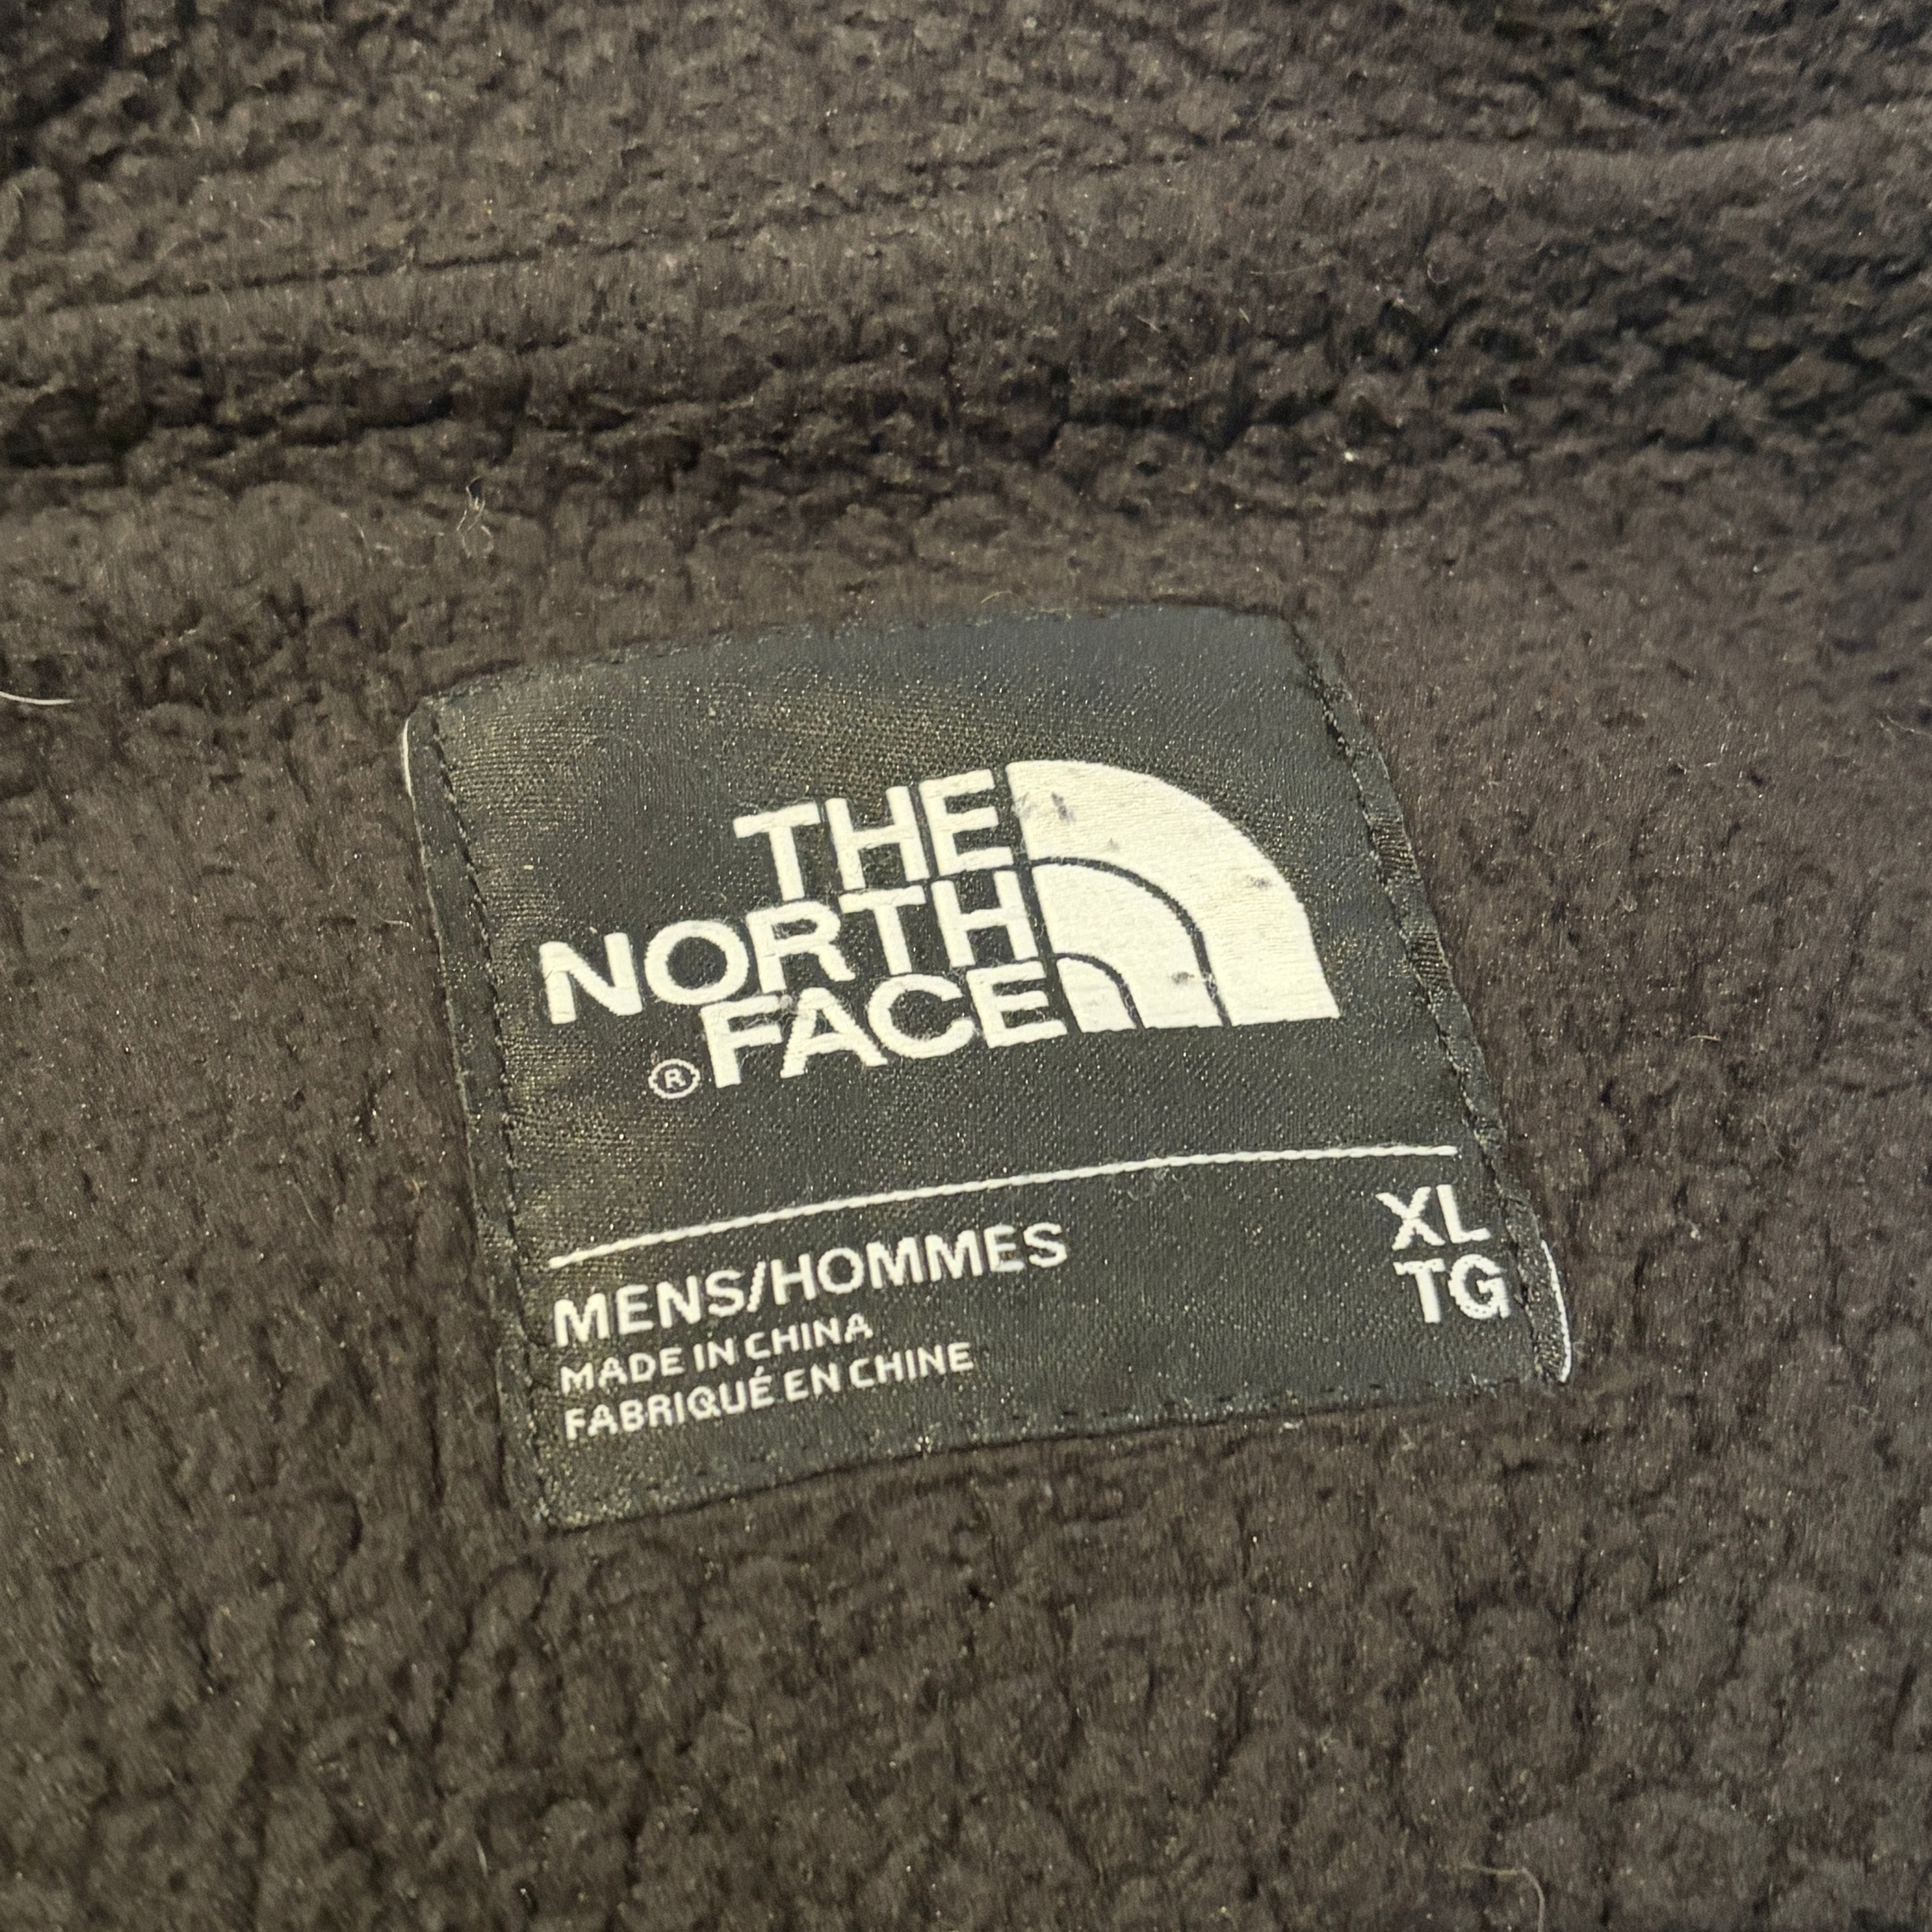 THE
NORTH
®FACE
MENS/HOMMES
XL
TG
MADE IN CHINA
FABRIQUÉ EN CHINE